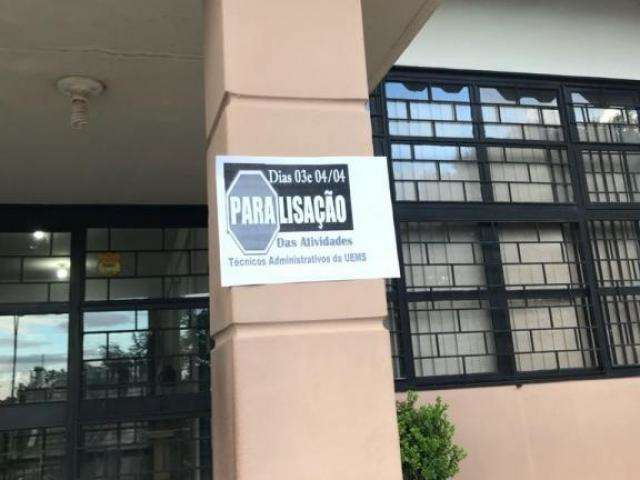 Dias 03e 04/04
PARALISAÇÃO
Das Atividades
Técnicos Administrativos da UEMS